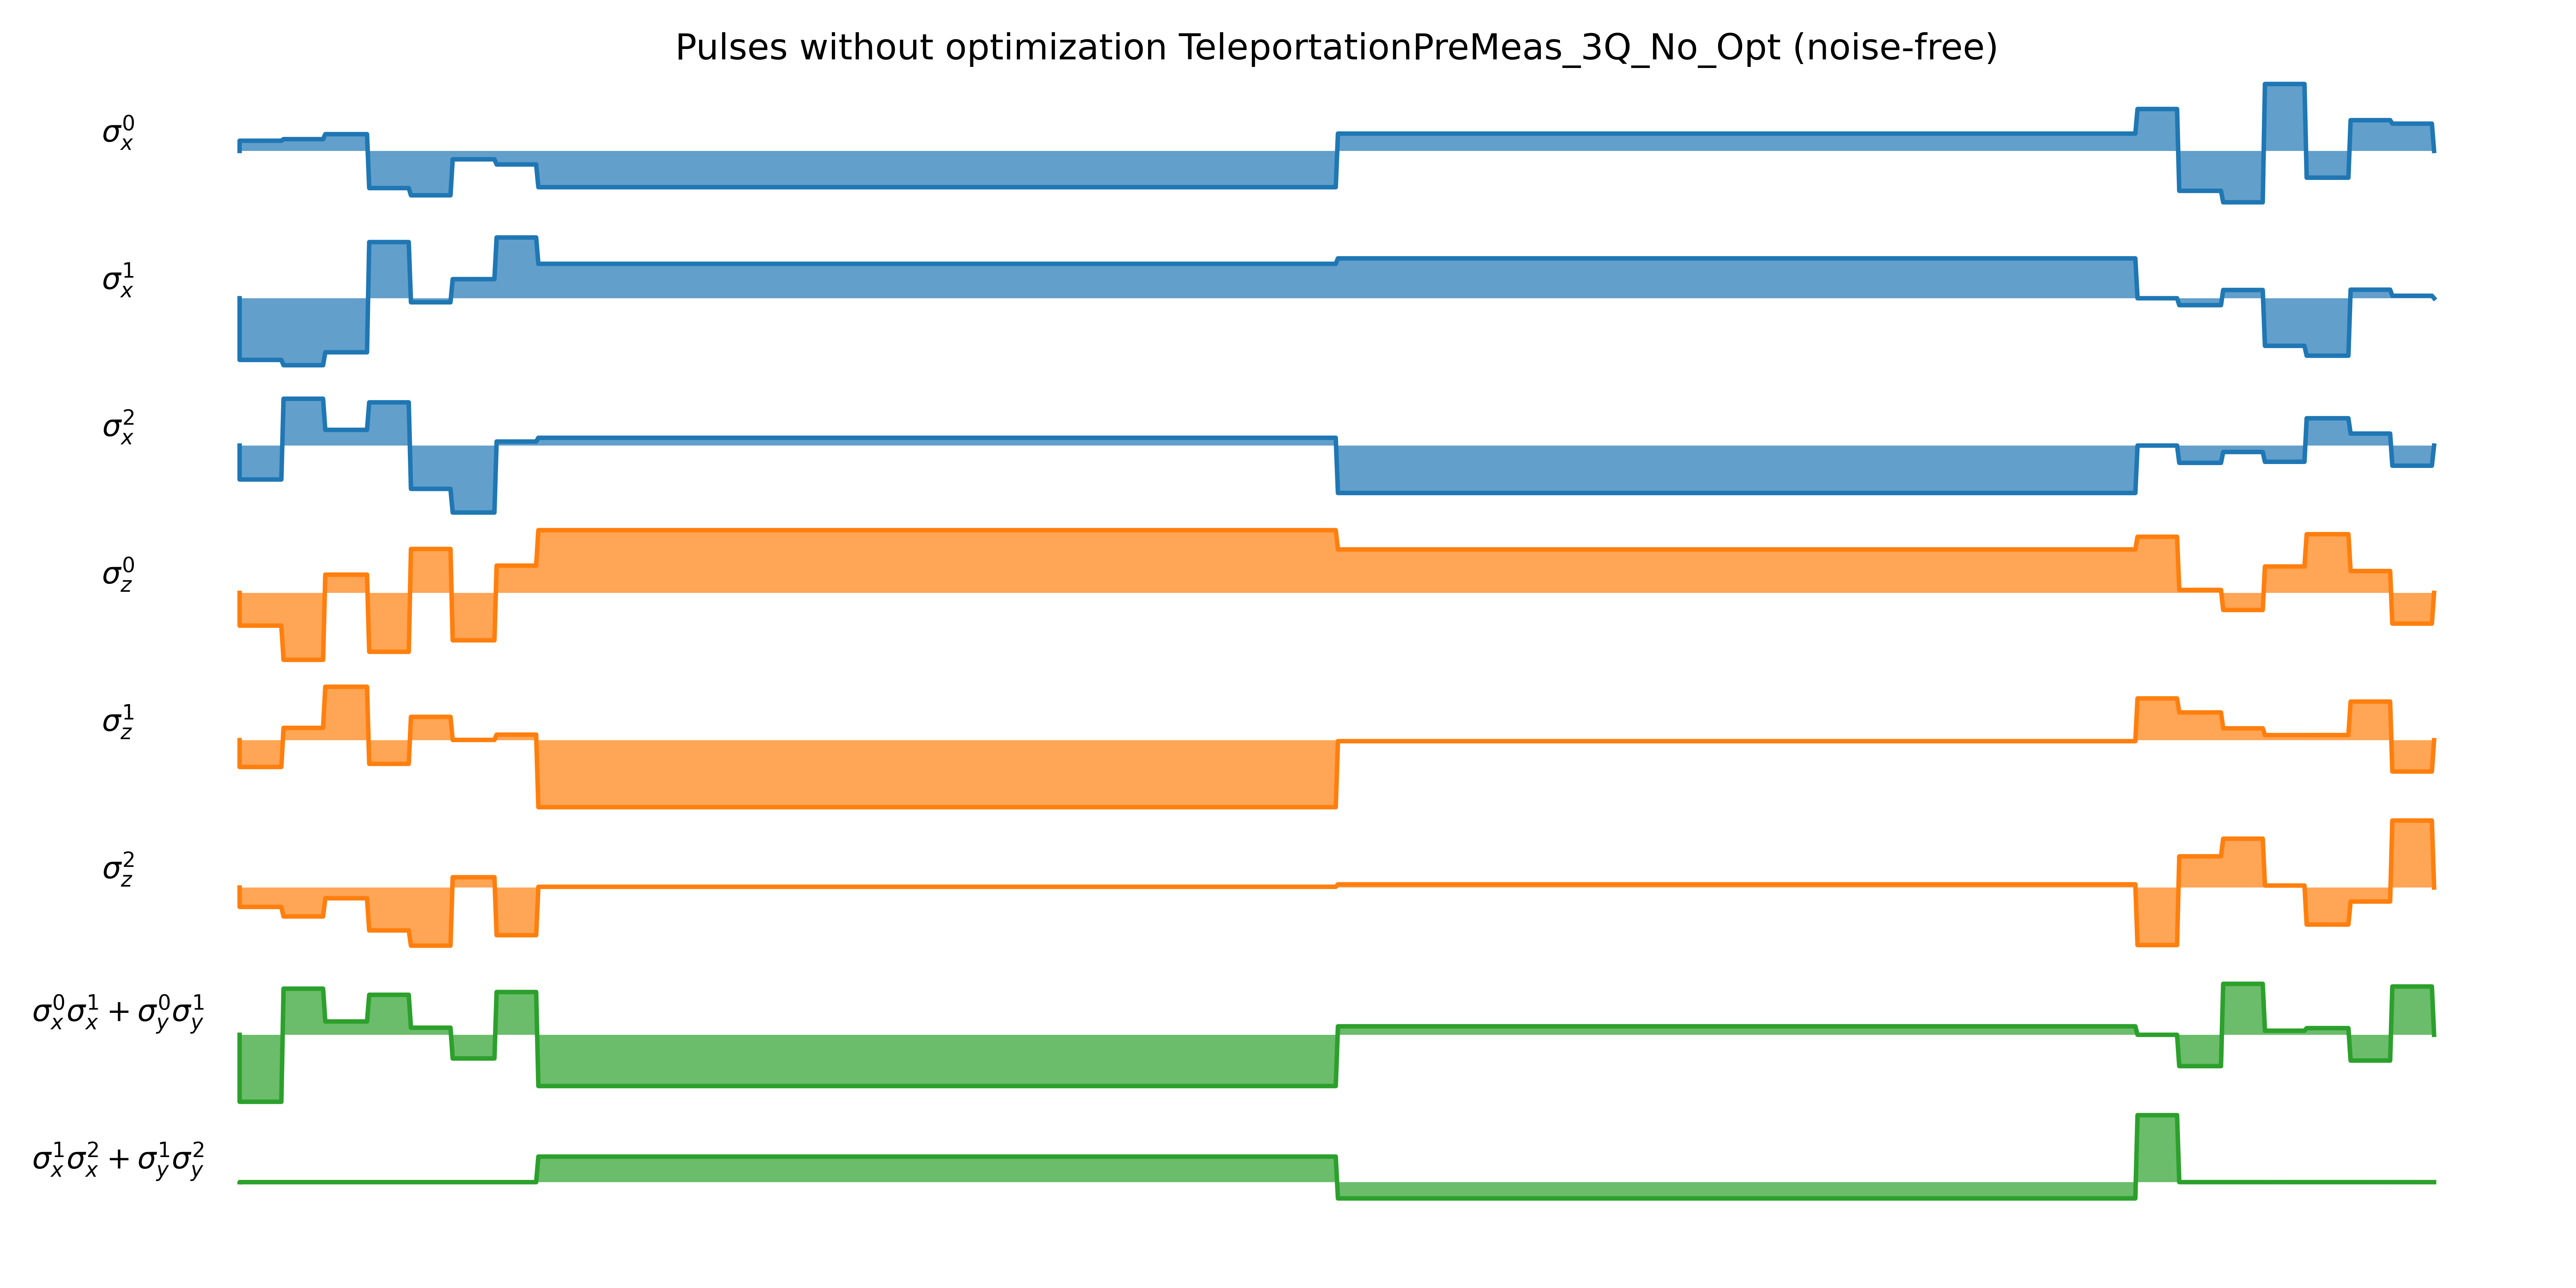 Pulses without optimization TeleportationPreMeas_3Q_No_Opt (noise-free)
σ_x^0
σ_x^1
σ_x^2
σ_z^0
σ_z^1
σ_z^2
σ_x^0σ_x^1 + σ_y^0σ_y^1
σ_x^1σ_x^2 + σ_y^1σ_y^2